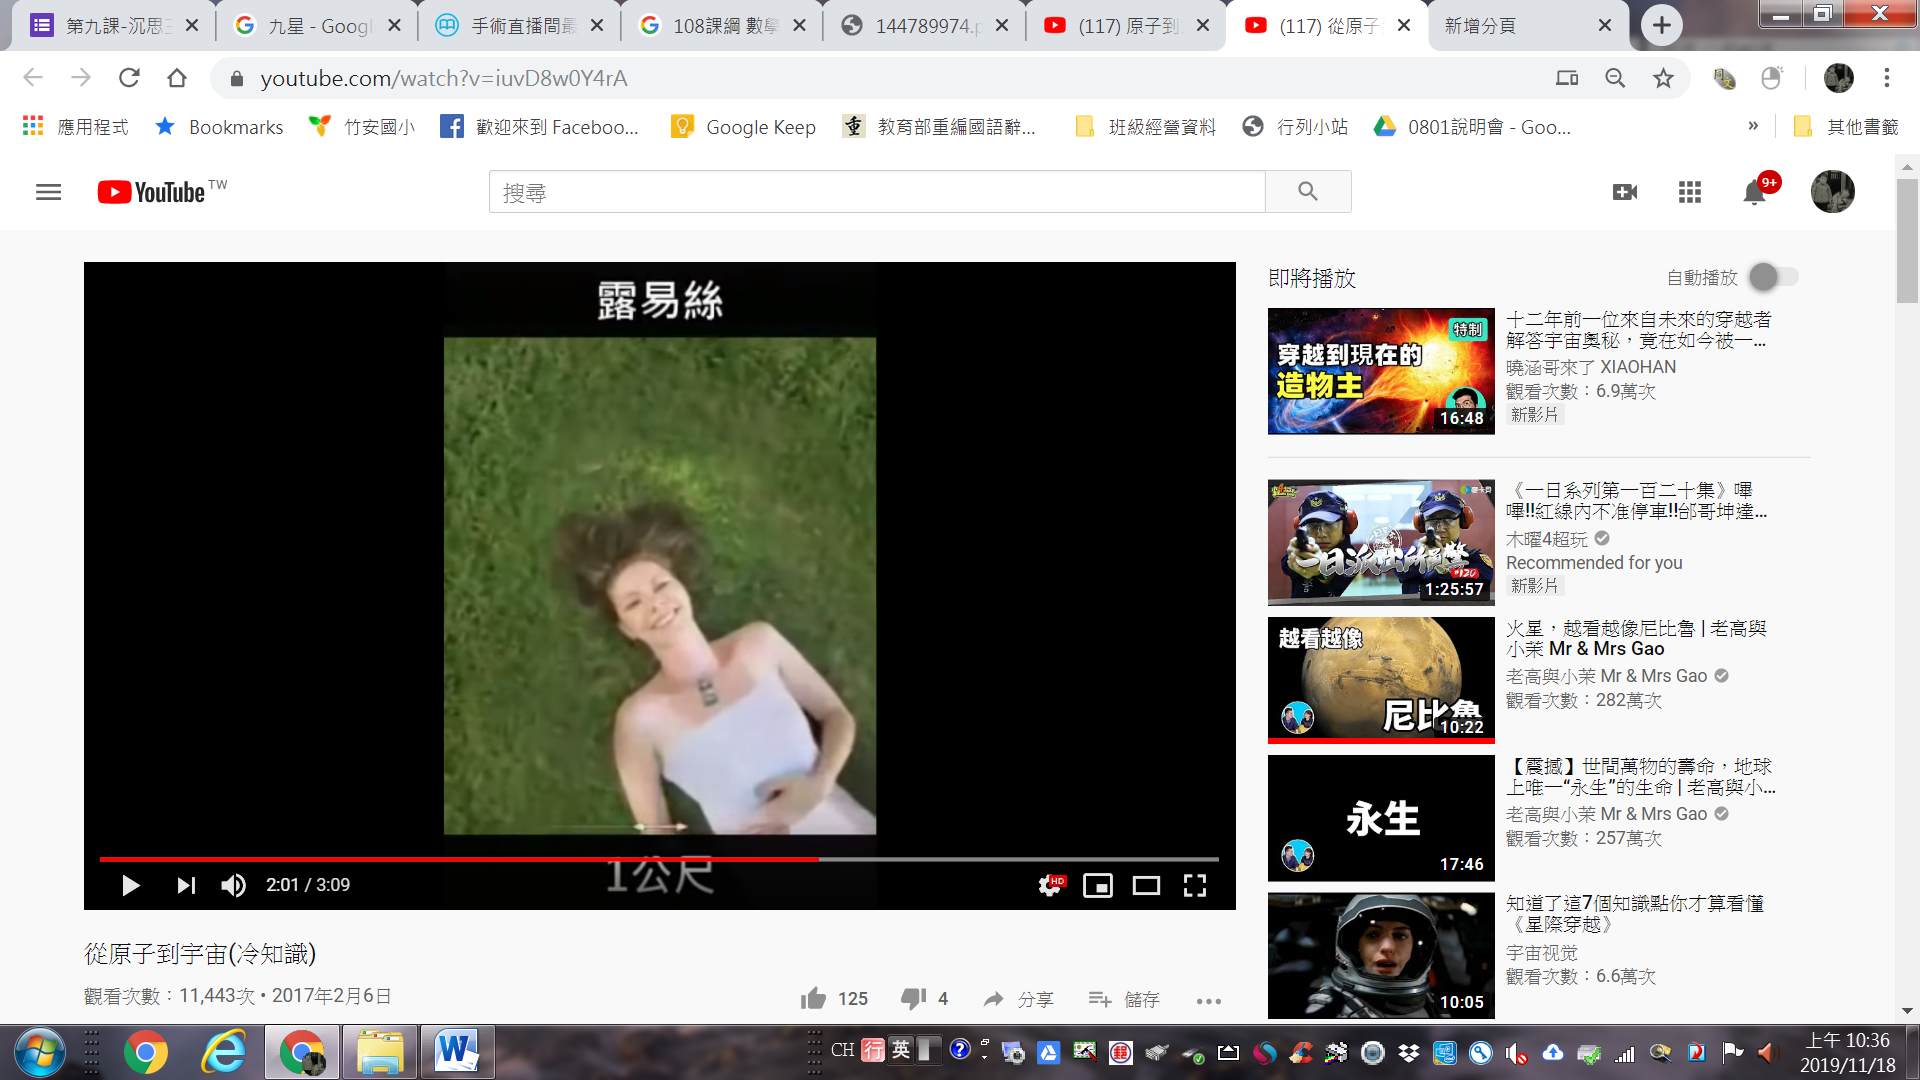 第九課-沉思三
九星 - Googl
手術直播間最
108課綱 數學
144789974.p
(117) 原子到
(117) 從原子
新增分頁
youtube.com/watch?v=iuvD8w0Y4rA
應用程式
Bookmarks
竹安國小
歡迎來到 Faceboo...
Google Keep
教育部重編國語辭...
班級經營資料
行列小站
0801說明會 - Goo...
»
其他書籤
YouTube TW
搜尋
9+
露易絲
1公尺
2:01 / 3:09
HD
從原子到宇宙(冷知識)
觀看次數：11,443次 • 2017年2月6日
125
4
分享
儲存
即將播放
自動播放
特制
穿越到現在的
造物主
16:48
十二年前一位來自未來的穿越者
解答宇宙奧秘，竟在如今被一...
曉涵哥來了 XIAOHAN
觀看次數：6.9萬次
新影片
一日派出所員警
#120
1:25:57
《一日系列第一百二十集》嗶
嗶!!紅線內不准停車!!邰哥坤達...
木曜4超玩
Recommended for you
新影片
越看越像
尼比魯
10:22
火星，越看越像尼比魯 | 老高與
小茉 Mr & Mrs Gao
老高與小茉 Mr & Mrs Gao
觀看次數：282萬次
永生
17:46
【震撼】世間萬物的壽命，地球
上唯一“永生”的生命 | 老高與小...
老高與小茉 Mr & Mrs Gao
觀看次數：257萬次
10:05
知道了這7個知識點你才算看懂
《星際穿越》
宇宙视觉
觀看次數：6.6萬次
CH
行
英
上午 10:36
2019/11/18